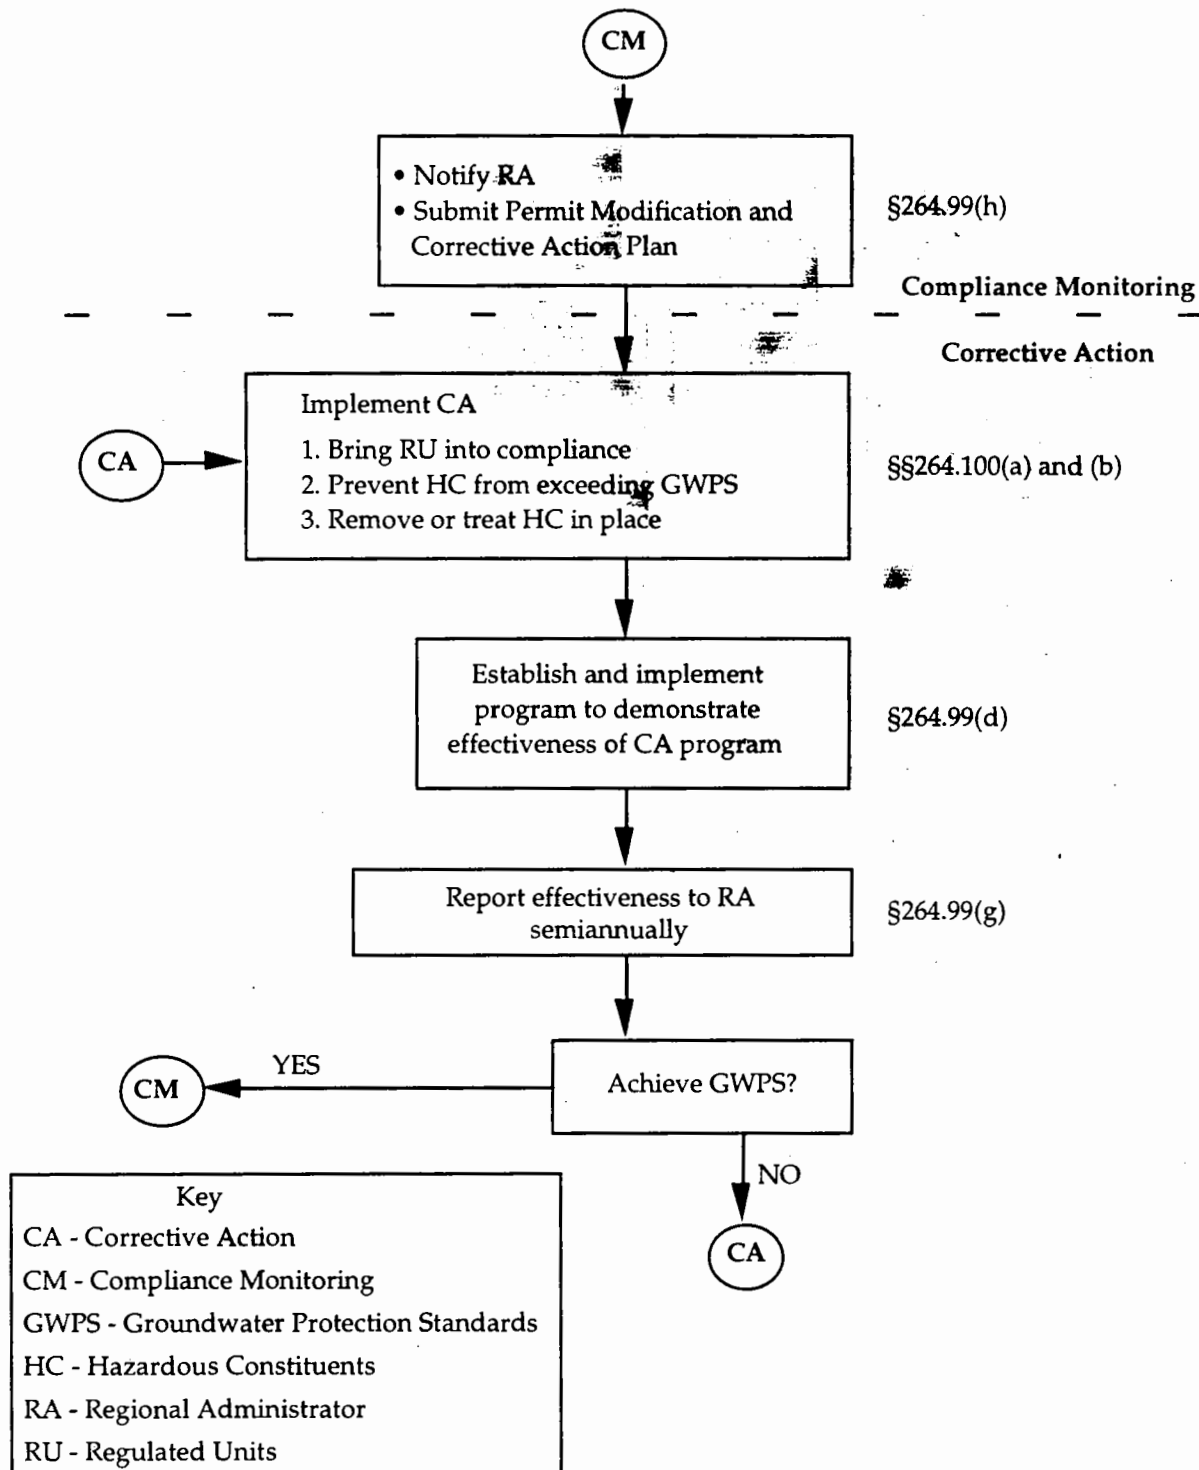 CM
• Notify RA
• Submit Permit Modification and
Corrective Action Plan
§264.99(h)
Compliance Monitoring
Corrective Action
Implement CA
1. Bring RU into compliance
2. Prevent HC from exceeding GWPS
3. Remove or treat HC in place
CA
§§264.100(a) and (b)
Establish and implement
program to demonstrate
effectiveness of CA program
§264.99(d)
Report effectiveness to RA
semiannually
§264.99(g)
Achieve GWPS?
YES
CM
NO
CA
Key
CA - Corrective Action
CM - Compliance Monitoring
GWPS - Groundwater Protection Standards
HC - Hazardous Constituents
RA - Regional Administrator
RU - Regulated Units